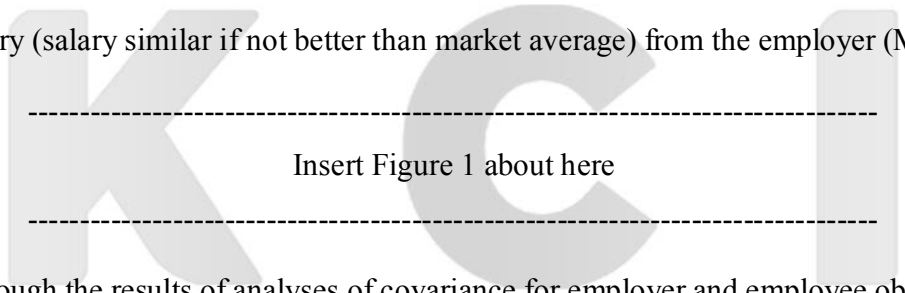 ry (salary similar if not better than market average) from the employer (M
--------------------------------------------------------------------------------
Insert Figure 1 about here
--------------------------------------------------------------------------------
ough the results of analyses of covariance for employer and employee ob
K C I